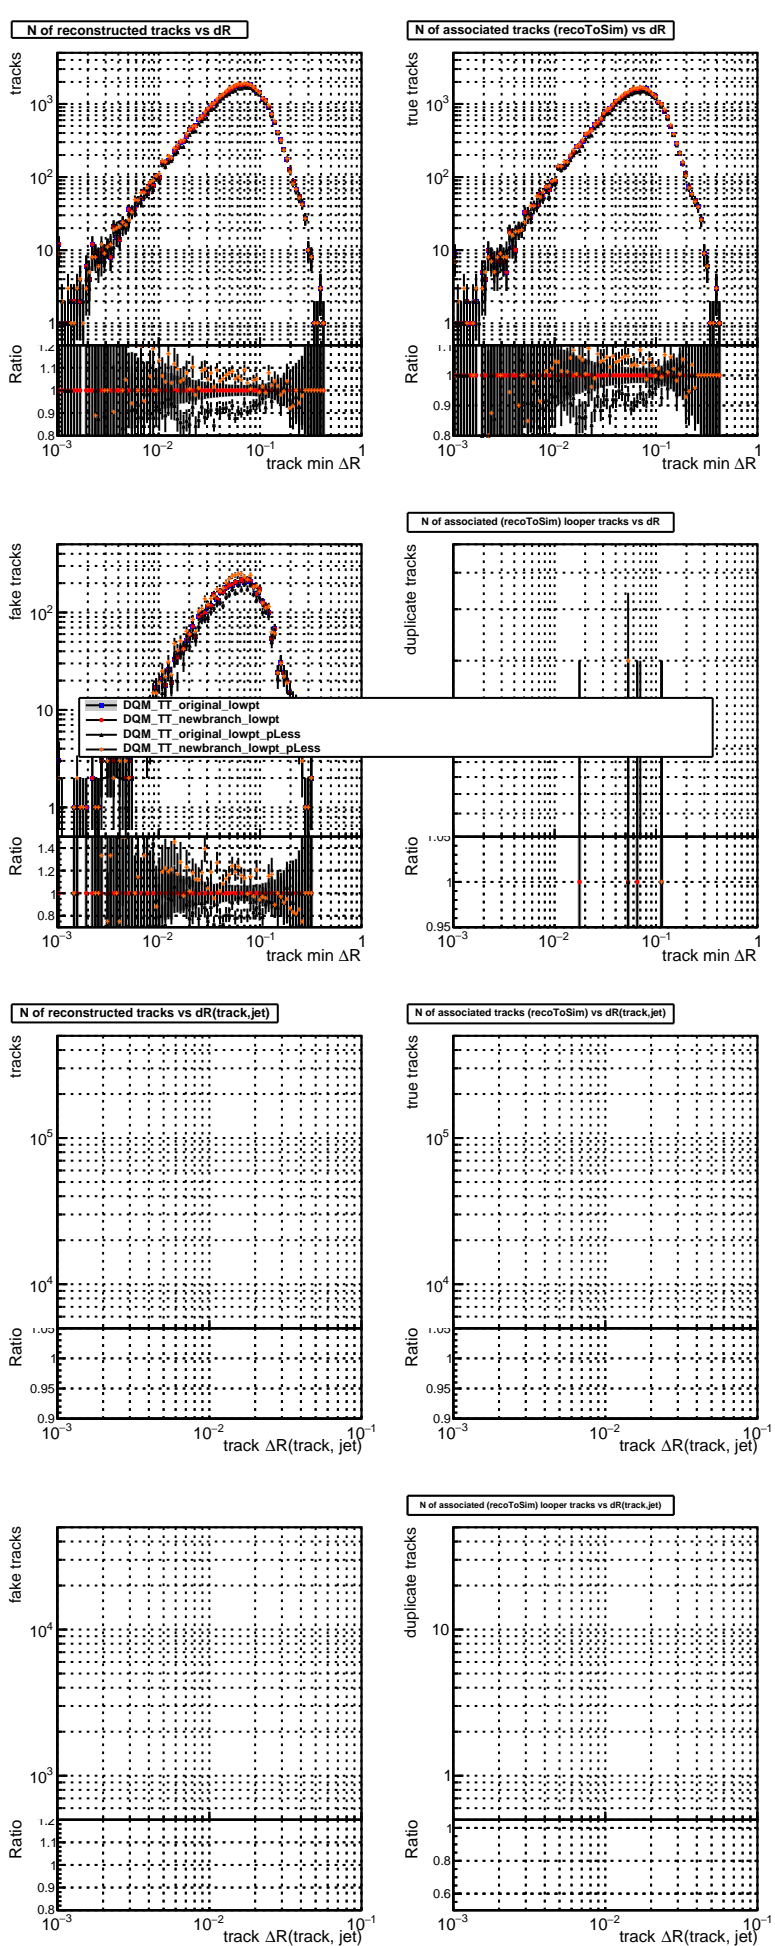 N of reconstructed tracks vs dR
tracks
10³
10²
10
1
Ratio
1.2
1.1
1
0.9
0.8
10⁻³
10⁻²
10⁻¹
1
track min ΔR
N of associated tracks (recoToSim) vs dR
true tracks
10³
10²
10
1
Ratio
1.1
1
0.9
0.8
10⁻³
10⁻²
10⁻¹
1
track min ΔR
fake tracks
10²
10
1
Ratio
1.4
1.2
1
0.8
10⁻³
10⁻²
10⁻¹
1
track min ΔR
N of associated (recoToSim) looper tracks vs dR
duplicate tracks
Ratio
1.05
1
0.95
10⁻³
10⁻²
10⁻¹
1
track min ΔR
DQM_TT_original_lowpt
DQM_TT_newbranch_lowpt
DQM_TT_original_lowpt_pLess
DQM_TT_newbranch_lowpt_pLess
N of reconstructed tracks vs dR(track,jet)
tracks
10⁵
10⁴
Ratio
1.05
1
0.95
0.9
10⁻³
10⁻²
10⁻¹
track ΔR(track, jet)
N of associated tracks (recoToSim) vs dR(track,jet)
true tracks
10⁵
10⁴
Ratio
1.05
1
0.95
0.9
10⁻³
10⁻²
10⁻¹
track ΔR(track, jet)
fake tracks
10⁴
10³
Ratio
1.2
1.1
1
0.9
0.8
10⁻³
10⁻²
10⁻¹
track ΔR(track, jet)
N of associated (recoToSim) looper tracks vs dR(track,jet)
duplicate tracks
10
1
Ratio
1
0.8
0.6
10⁻³
10⁻²
10⁻¹
track ΔR(track, jet)